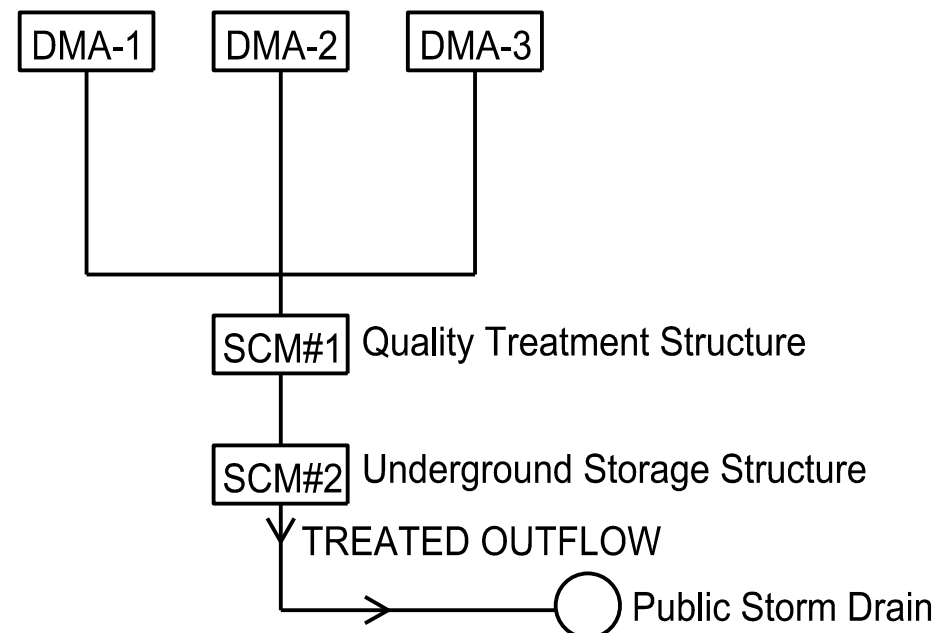 DMA-1 DMA-2 DMA-3
SCM#1 Quality Treatment Structure
SCM#2 Underground Storage Structure
TREATED OUTFLOW
Public Storm Drain